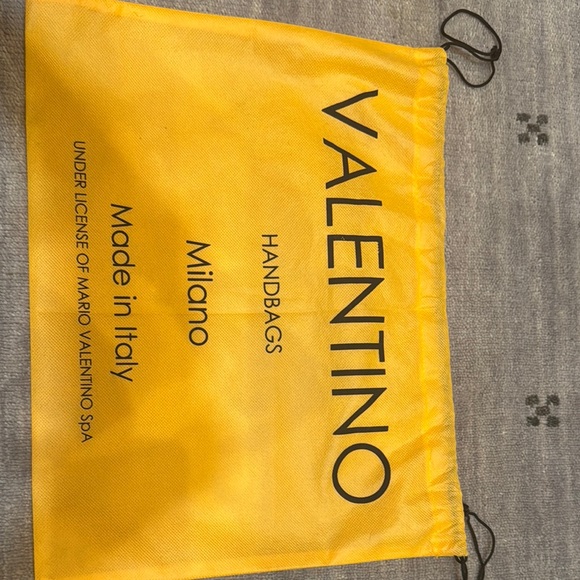 VALENTINO
HANDBAGS
Milano
Made in Italy
UNDER LICENSE OF MARIO VALENTINO SpA